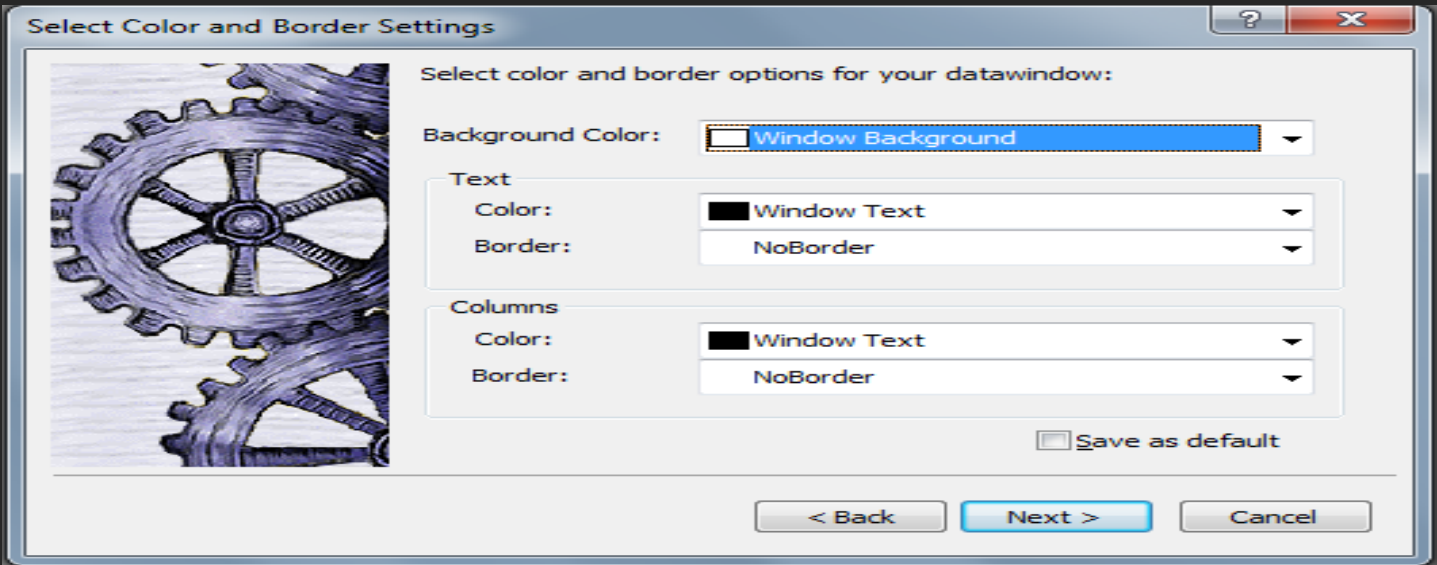 Select Color and Border Settings
?
Select color and border options for your datawindow:
Background Color: Window Background
Text
Color: Window Text
Border: NoBorder
Columns
Color: Window Text
Border: NoBorder
Save as default
< Back Next > Cancel